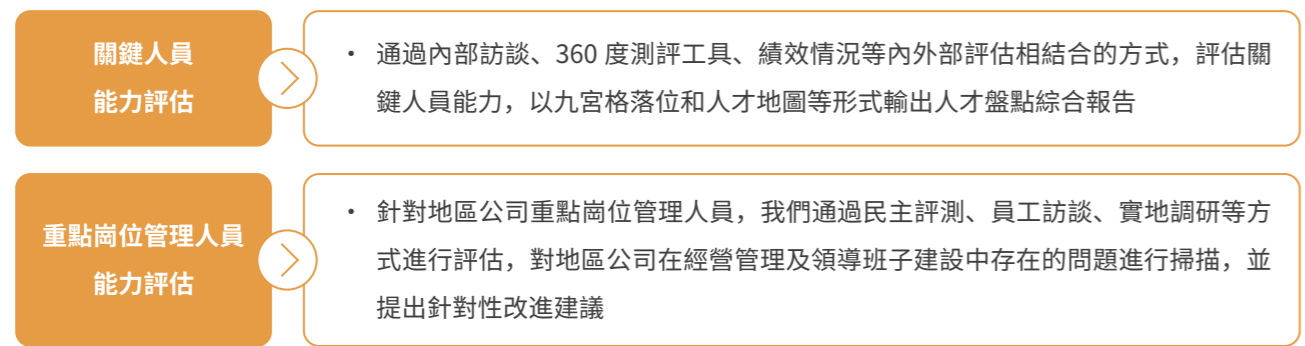 關鍵人員
能力評估
• 通過內部訪談、360 度測評工具、績效情況等內外部評估相結合的方式，評估關
鍵人員能力，以九宮格落位和人才地圖等形式輸出人才盤點綜合報告
重點崗位管理人員
能力評估
• 針對地區公司重點崗位管理人員，我們通過民主評測、員工訪談、實地調研等方
式進行評估，對地區公司在經營管理及領導班子建設中存在的問題進行掃描，並
提出針對性改進建議